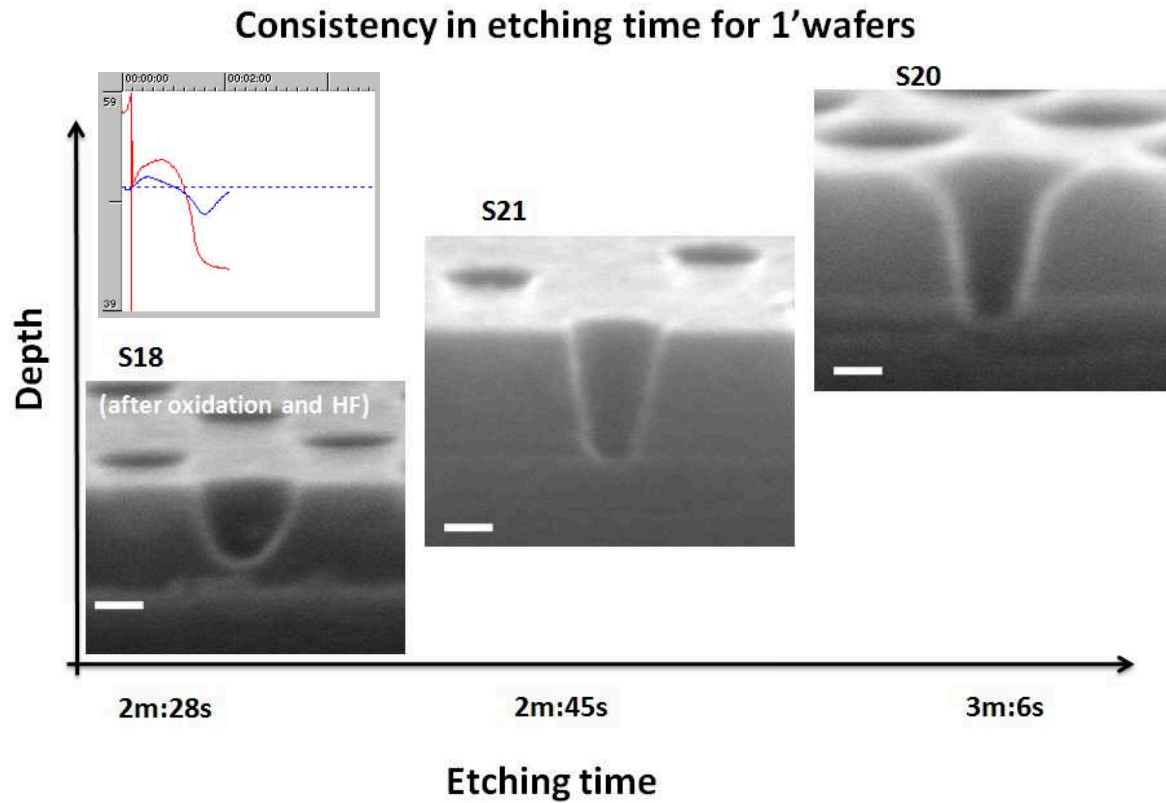 Consistency in etching time for 1'wafers
00:00:00 00:02:00
59
39
S20
S21
S18
(after oxidation and HF)
Depth
2m:28s 2m:45s 3m:6s
Etching time